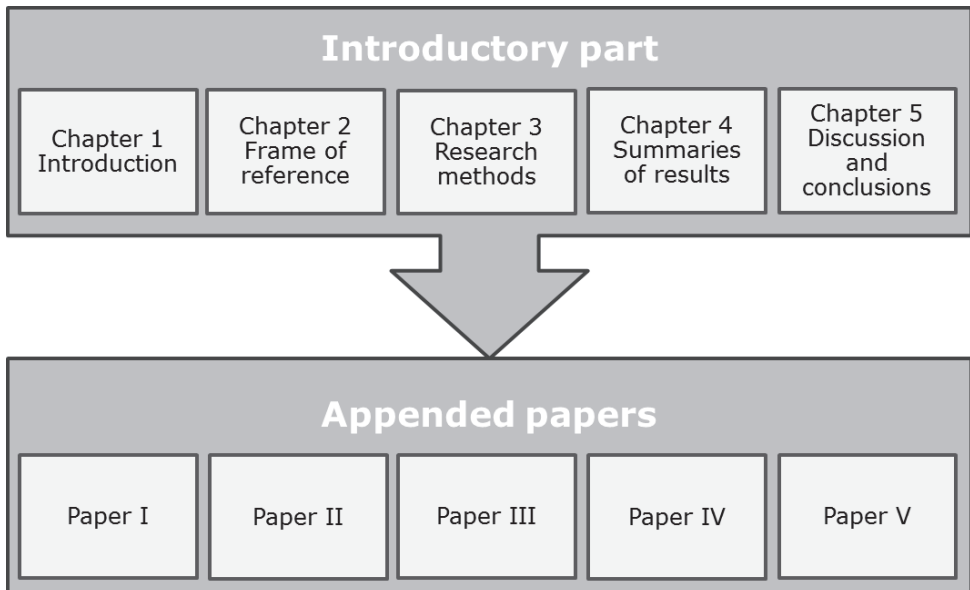 Introductory part
Chapter 1
Introduction
Chapter 2
Frame of
reference
Chapter 3
Research
methods
Chapter 4
Summaries
of results
Chapter 5
Discussion
and
conclusions
Appended papers
Paper I
Paper II
Paper III
Paper IV
Paper V